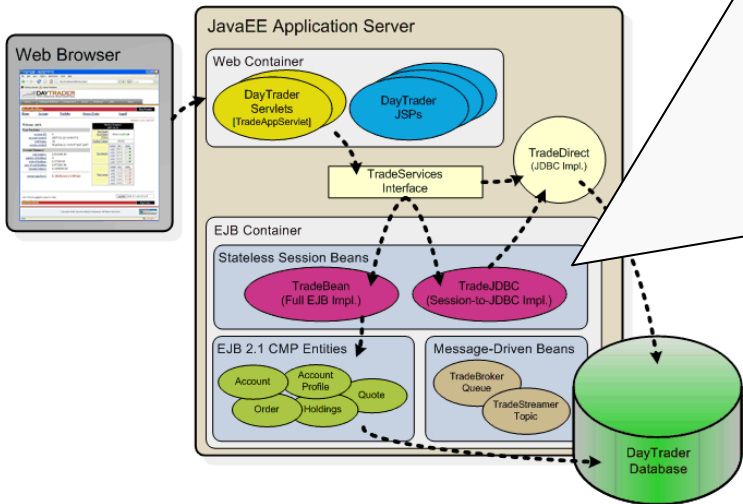 JavaEE Application Server
Web Browser
Web Container
DayTrader
Servlets
[TradeAppServlet]
DayTrader
JSPs
DAYTRADER
TradeDirect
(JDBC Impl.)
TradeServices
Interface
EJB Container
Stateless Session Beans
TradeBean
(Full EJB Impl.)
TradeJDBC
(Session-to-JDBC Impl.)
EJB 2.1 CMP Entities
Message-Driven Beans
Account
Account
Profile
Quote
Order
Holdings
TradeBroker
Queue
TradeStreamer
Topic
DayTrader
Database